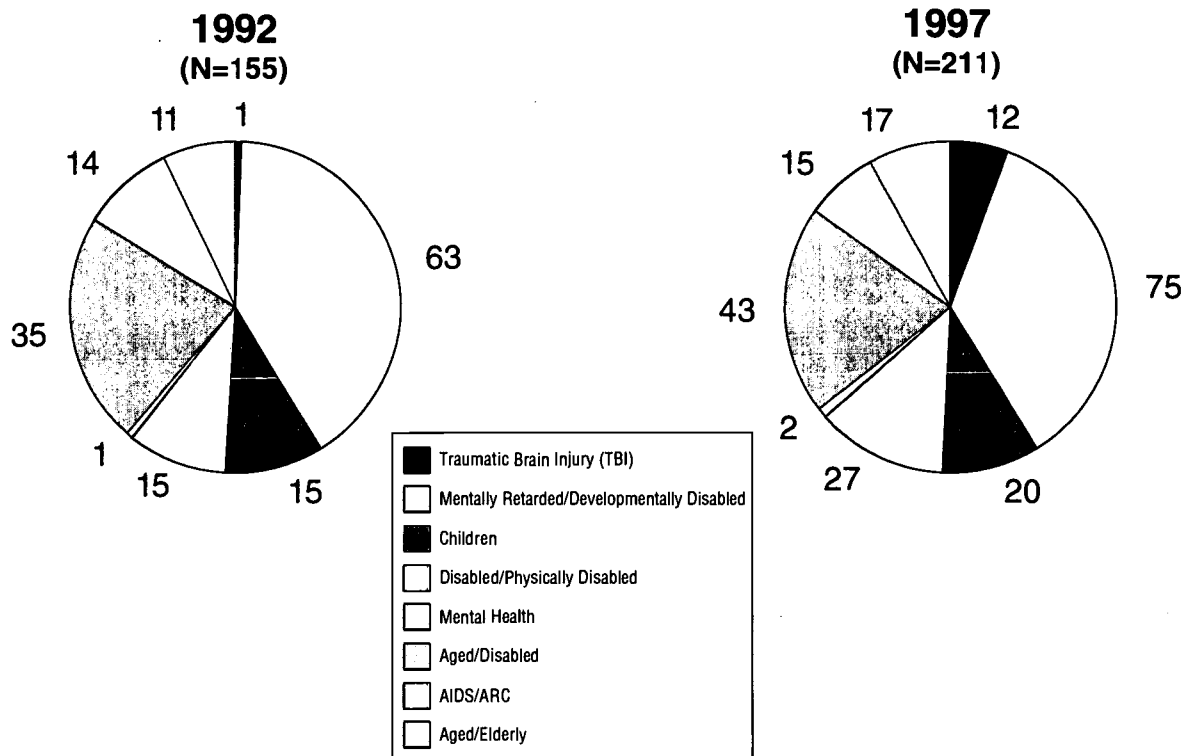 1992
(N=155)
1
11
14
63
35
1
15
15
1997
(N=211)
12
17
15
75
43
2
27
20
Traumatic Brain Injury (TBI)
Mentally Retarded/Developmentally Disabled
Children
Disabled/Physically Disabled
Mental Health
Aged/Disabled
AIDS/ARC
Aged/Elderly